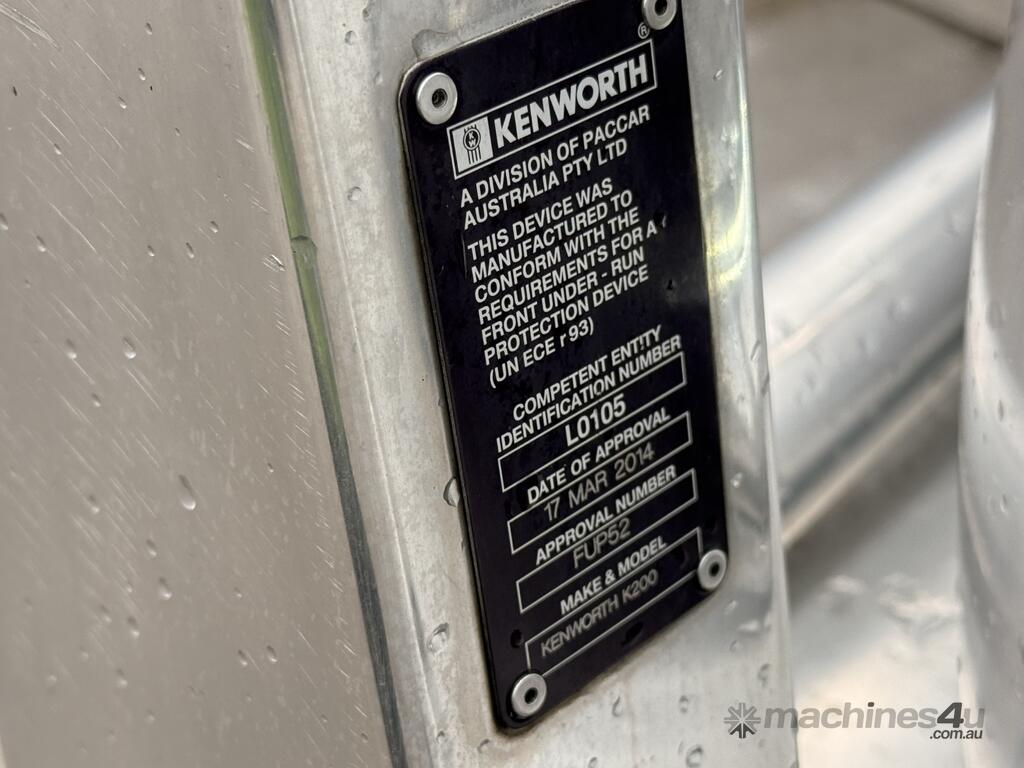 ®
KENWORTH
A DIVISION OF PACCAR
AUSTRALIA PTY LTD
THIS DEVICE WAS
MANUFACTURED TO
CONFORM WITH THE
REQUIREMENTS FOR A
FRONT UNDER - RUN
PROTECTION DEVICE
(UN ECE r 93)
COMPETENT ENTITY
IDENTIFICATION NUMBER
L0105
DATE OF APPROVAL
17 MAR 2014
APPROVAL NUMBER
FUP52
MAKE & MODEL
KENWORTH K200
machines4u
.com.au